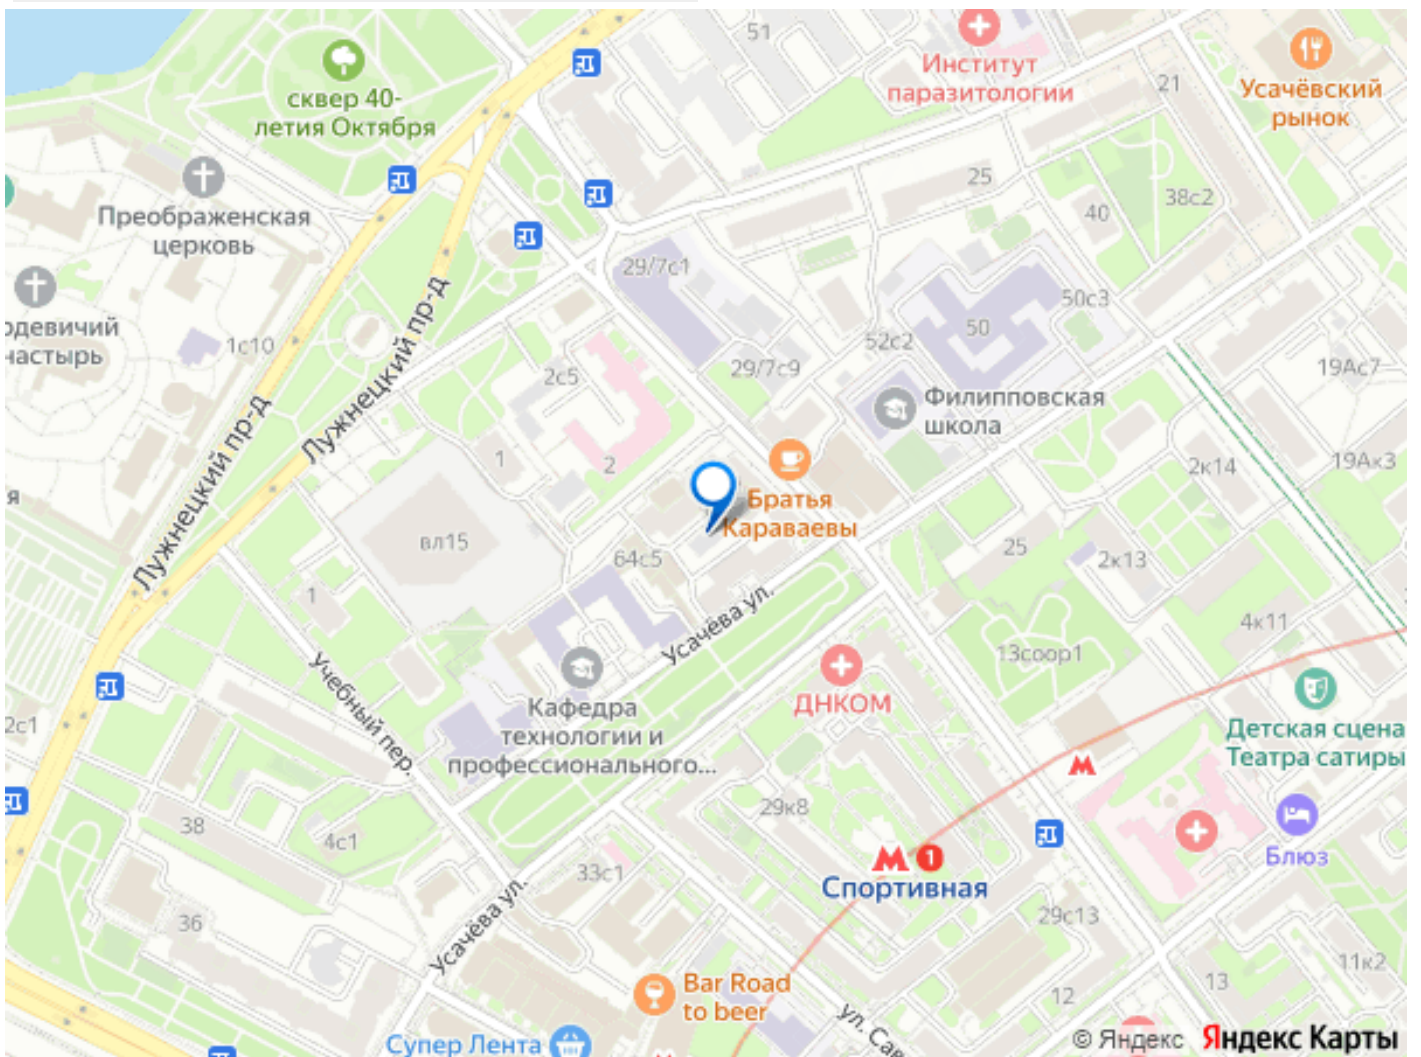 51
Институт
паразитологии
21
Усачёвский
рынок
сквер 40-
летия Октября
Преображенская
церковь
25
38с2
40
29/7с1
одевичий
настырь
1с10
Лужнецкий пр-д
Лужнецкий пр-д
50с3
50
52с2
29/7с9
2с5
19Ас7
Филипповская
школа
1
2
2к14
19Ак3
я
Братья
Караваевы
вл15
64с5
25
2к13
1
Усачёва ул.
4к11
13соор1
Учебный пер.
ДНКОМ
Кафедра
технологии и
профессионального...
2с1
Детская сцена
Театра сатиры
М
29к8
38
4с1
Блюз
М 1
Спортивная
33с1
36
Усачёва ул.
29с13
11к2
13
12
Bar Road
to beer
ул. Сав
Супер Лента
© Яндекс Яндекс Карты